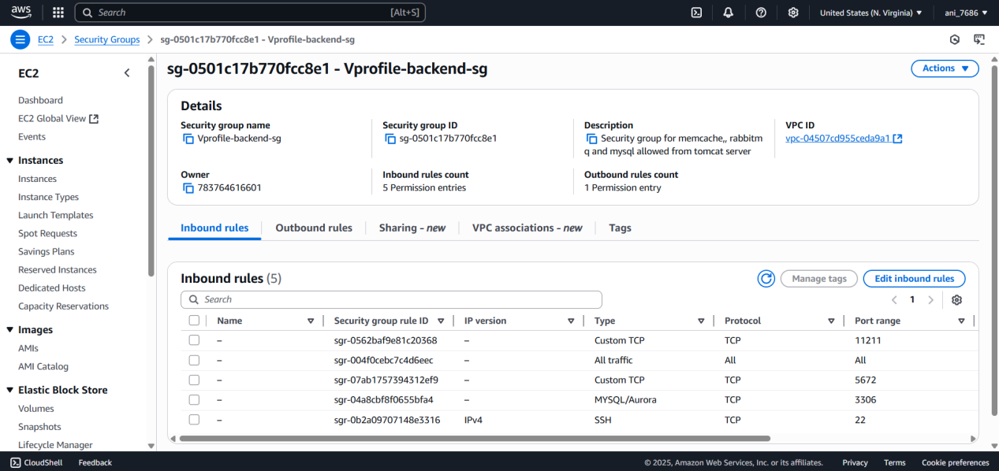 aws
Search [Alt+S]
United States (N. Virginia)
ani_7686
EC2 > Security Groups > sg-0501c17b770fcc8e1 - Vprofile-backend-sg
EC2
Dashboard
EC2 Global View
Events
Instances
Instances
Instance Types
Launch Templates
Spot Requests
Savings Plans
Reserved Instances
Dedicated Hosts
Capacity Reservations
Images
AMIs
AMI Catalog
Elastic Block Store
Volumes
Snapshots
Lifecycle Manager
sg-0501c17b770fcc8e1 - Vprofile-backend-sg
Actions
Details
Security group name
Vprofile-backend-sg
Security group ID
sg-0501c17b770fcc8e1
Description
Security group for memcache,, rabbitm
q and mysql allowed from tomcat server
VPC ID
vpc-04507cd955ceda9a1
Owner
783764616601
Inbound rules count
5 Permission entries
Outbound rules count
1 Permission entry
Inbound rules Outbound rules Sharing - new VPC associations - new Tags
Inbound rules (5)
Manage tags Edit inbound rules
Search
1
Name Security group rule ID IP version Type Protocol Port range
– sgr-0562baf9e81c20368 – Custom TCP TCP 11211
– sgr-004f0cebc7c4d6eec – All traffic All All
– sgr-07ab1757394312ef9 – Custom TCP TCP 5672
– sgr-04a8cbf8f0655bfa4 – MYSQL/Aurora TCP 3306
– sgr-0b2a09707148e3316 IPv4 SSH TCP 22
CloudShell Feedback
© 2025, Amazon Web Services, Inc. or its affiliates. Privacy Terms Cookie preferences